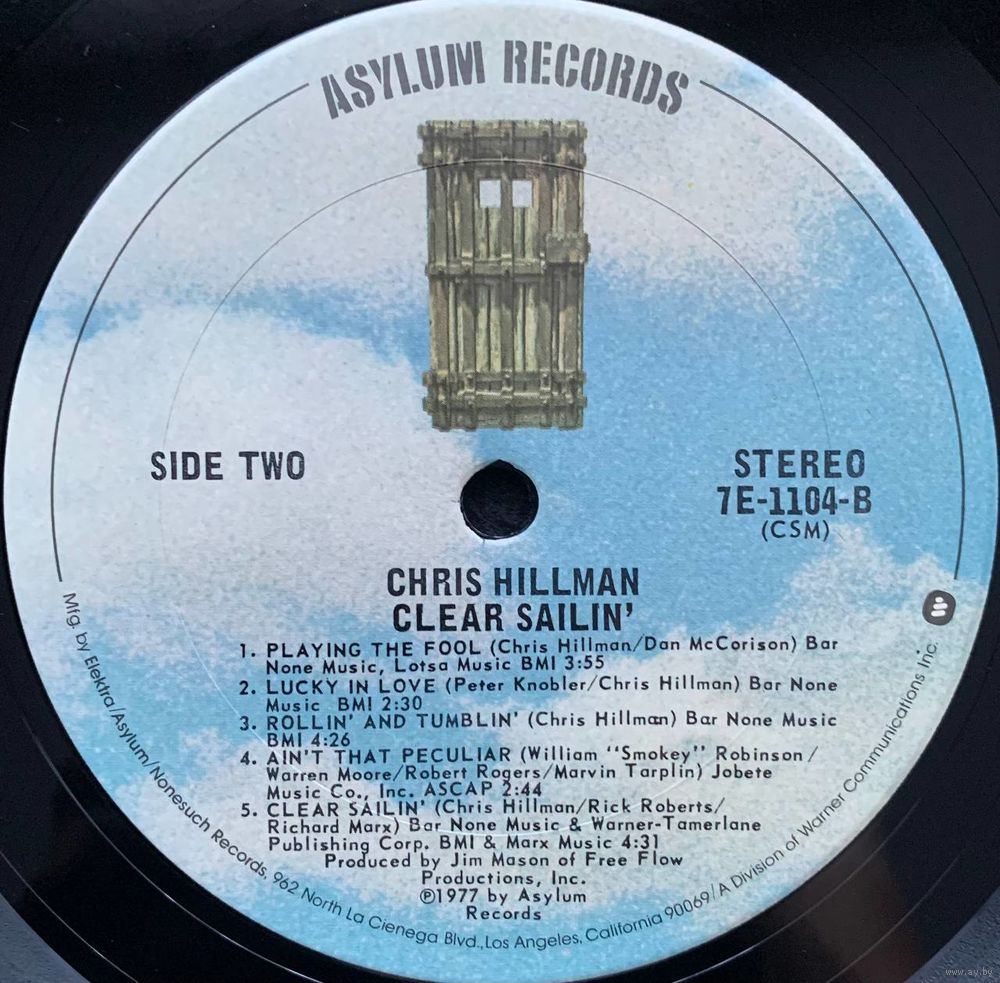 ASYLUM RECORDS
SIDE TWO
STEREO
7E-1104-B
(CSM)
CHRIS HILLMAN
CLEAR SAILIN'
1. PLAYING THE FOOL (Chris Hillman/Dan McCorison) Bar
None Music, Lotsa Music BMI 3:55
2. LUCKY IN LOVE (Peter Knobler/Chris Hillman) Bar None
Music BMI 2:30
3. ROLLIN' AND TUMBLIN' (Chris Hillman) Bar None Music
BMI 4:26
4. AIN'T THAT PECULIAR (William "Smokey" Robinson/
Warren Moore/Robert Rogers/Marvin Tarplin) Jobete
Music Co., Inc. ASCAP 2:44
5. CLEAR SAILIN' (Chris Hillman/Rick Roberts/
Richard Marx) Bar None Music & Warner-Tamerlane
Publishing Corp. BMI & Marx Music 4:31
Produced by Jim Mason of Free Flow
Productions, Inc.
℗1977 by Asylum
Records
Mfg. by Elektra/Asylum/Nonesuch Records, 962 North La Cienega Blvd., Los Angeles, California 90069/A Division of Warner Communications Inc.
www.ay.by